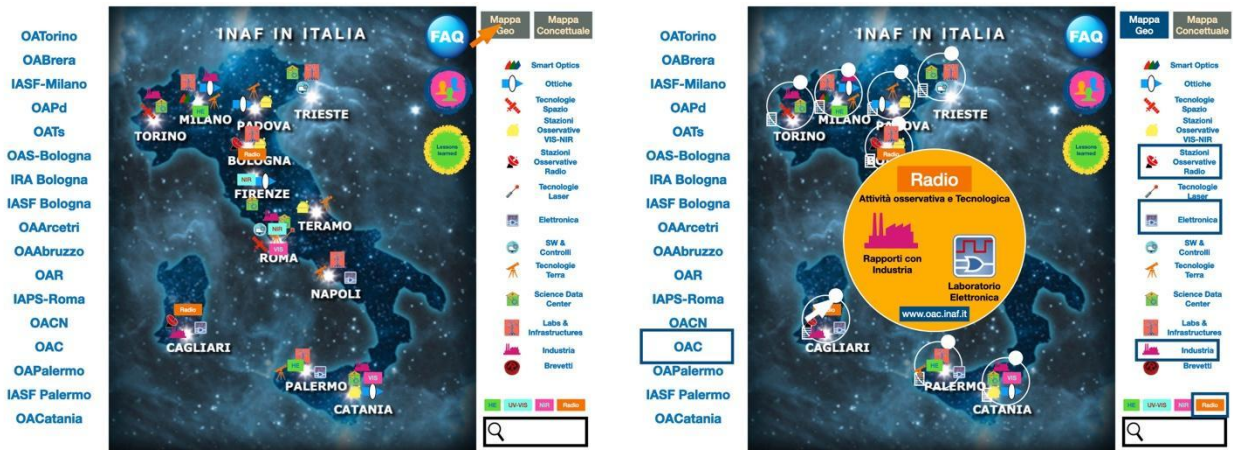 OATorino
OABrera
IASF-Milano
OAPd
OATs
OAS-Bologna
IRA Bologna
IASF Bologna
OAArcetri
OAAbruzzo
OAR
IAPS-Roma
OACN
OAC
OAPalermo
IASF Palermo
OACatania
INAF IN ITALIA
FAQ
Lessons
learned
HE
MILANO
TORINO
PADOVA
TRIESTE
BOLOGNA
Radio
NIR
FIRENZE
TERAMO
NIR
VIS
ROMA
NAPOLI
Radio
CAGLIARI
HE
PALERMO
VIS
CATANIA
Mappa
Geo
Mappa
Concettuale
Smart Optics
Ottiche
Tecnologie
Spazio
Stazioni
Osservative
VIS-NIR
Stazioni
Osservative
Radio
Tecnologie
Laser
Elettronica
SW &
Controlli
Tecnologie
Terra
Science Data
Center
Labs &
Infrastructures
Industria
Brevetti
HE
UV-VIS
NIR
Radio
OATorino
OABrera
IASF-Milano
OAPd
OATs
OAS-Bologna
IRA Bologna
IASF Bologna
OAArcetri
OAAbruzzo
OAR
IAPS-Roma
OACN
OAC
OAPalermo
IASF Palermo
OACatania
INAF IN ITALIA
FAQ
Lessons
learned
HE
MILANO
TORINO
PADOVA
TRIESTE
Radio
Radio
Attività osservativa e Tecnologica
Rapporti con
Industria
Laboratorio
Elettronica
www.oac.inaf.it
Radio
CAGLIARI
HE
PALERMO
VIS
CATANIA
Mappa
Geo
Mappa
Concettuale
Smart Optics
Ottiche
Tecnologie
Spazio
Stazioni
Osservative
VIS-NIR
Stazioni
Osservative
Radio
Tecnologie
Laser
Elettronica
SW &
Controlli
Tecnologie
Terra
Science Data
Center
Labs &
Infrastructures
Industria
Brevetti
HE
UV-VIS
NIR
Radio